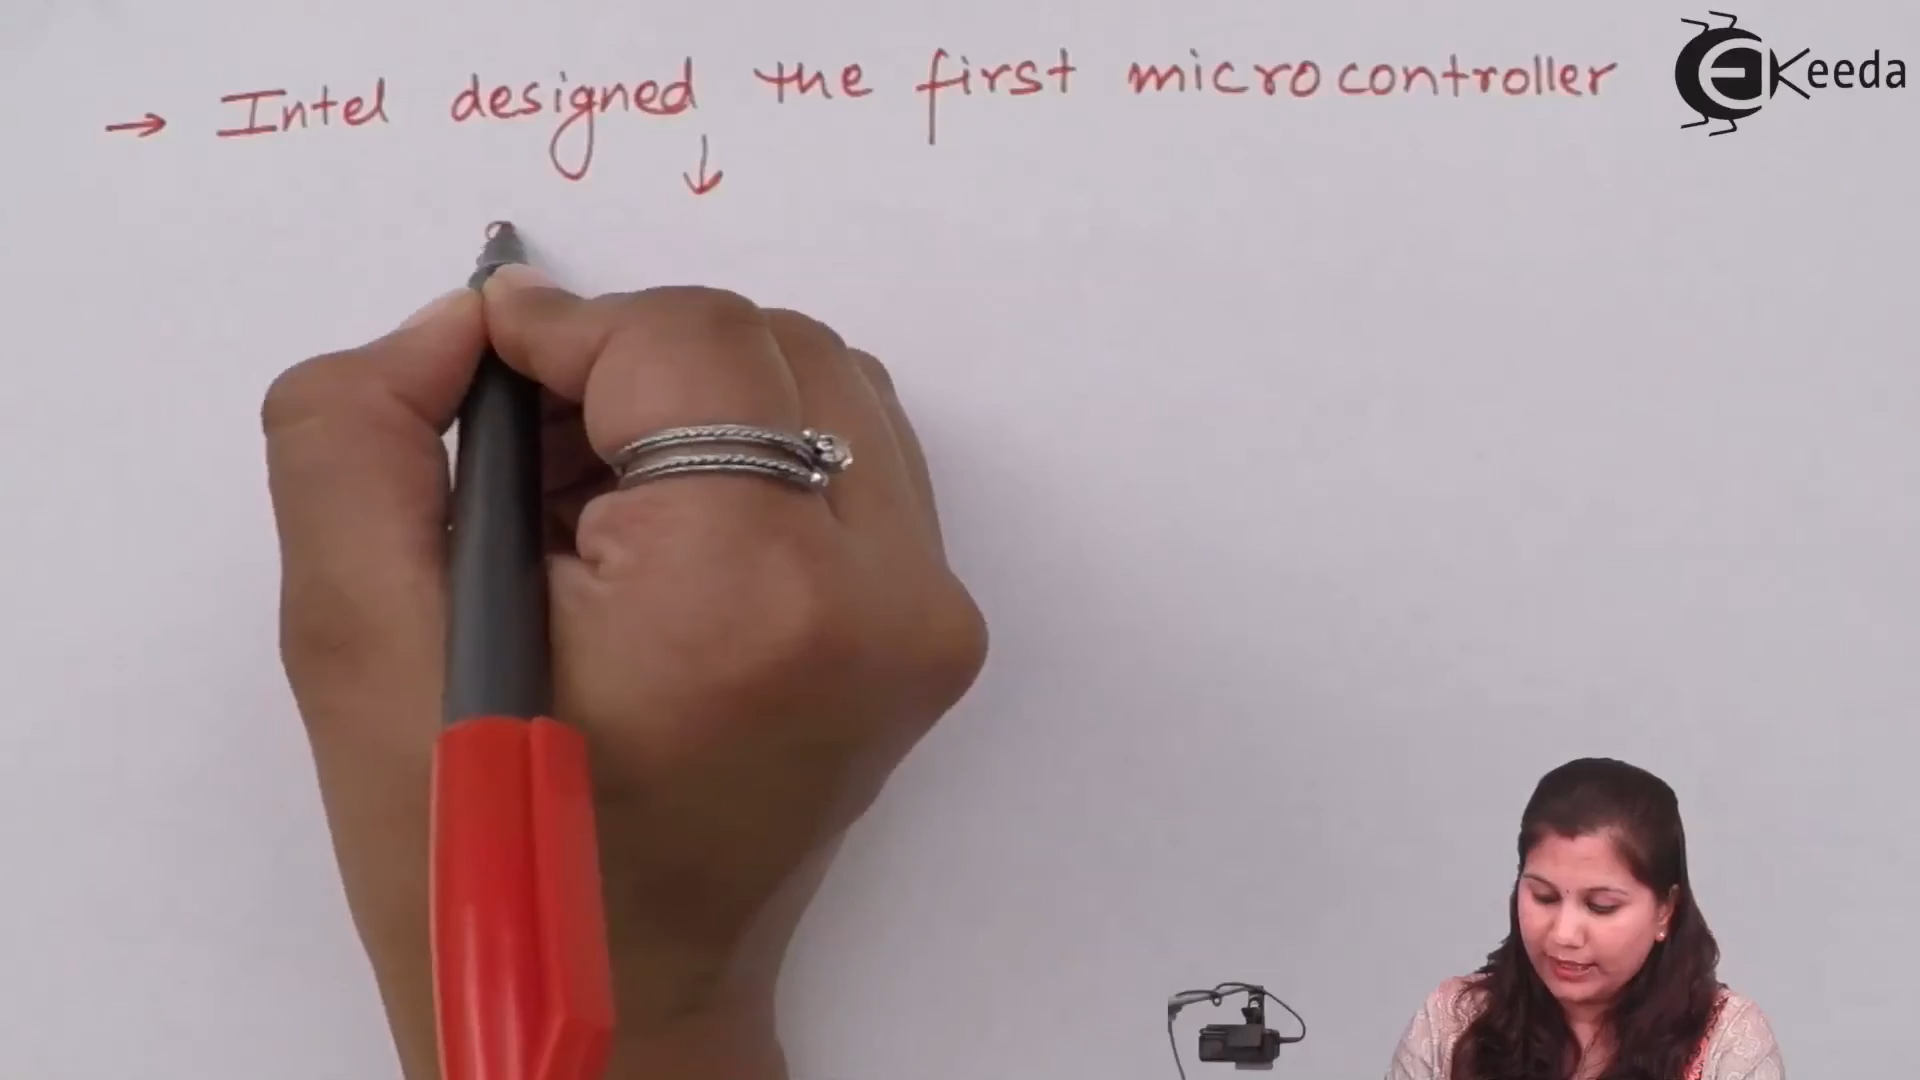 → Intel designed the first microcontroller
↓
EKeeda